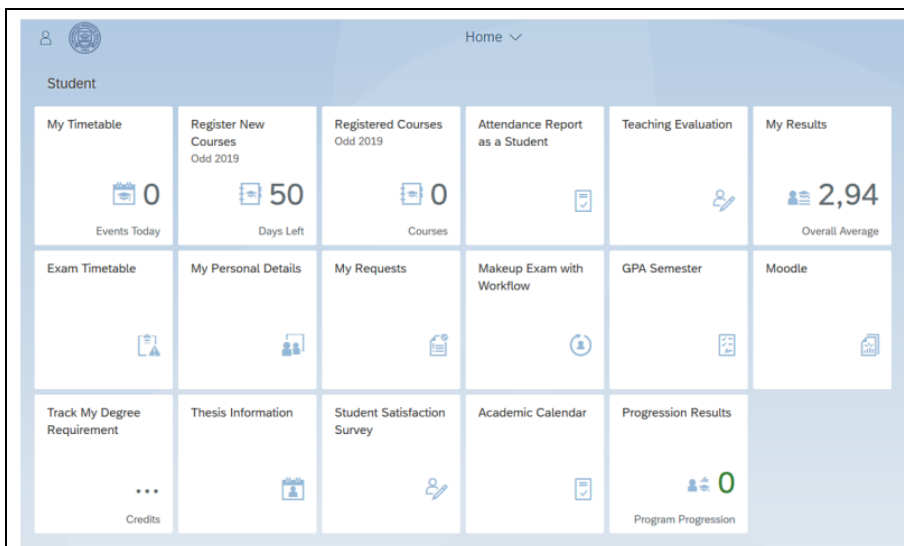 Home
Student
My Timetable
0
Events Today
Register New
Courses
Odd 2019
50
Days Left
Registered Courses
Odd 2019
0
Courses
Attendance Report
as a Student
Teaching Evaluation
My Results
2,94
Overall Average
Exam Timetable
My Personal Details
My Requests
Makeup Exam with
Workflow
GPA Semester
Moodle
Track My Degree
Requirement
...
Credits
Thesis Information
Student Satisfaction
Survey
Academic Calendar
Progression Results
0
Program Progression